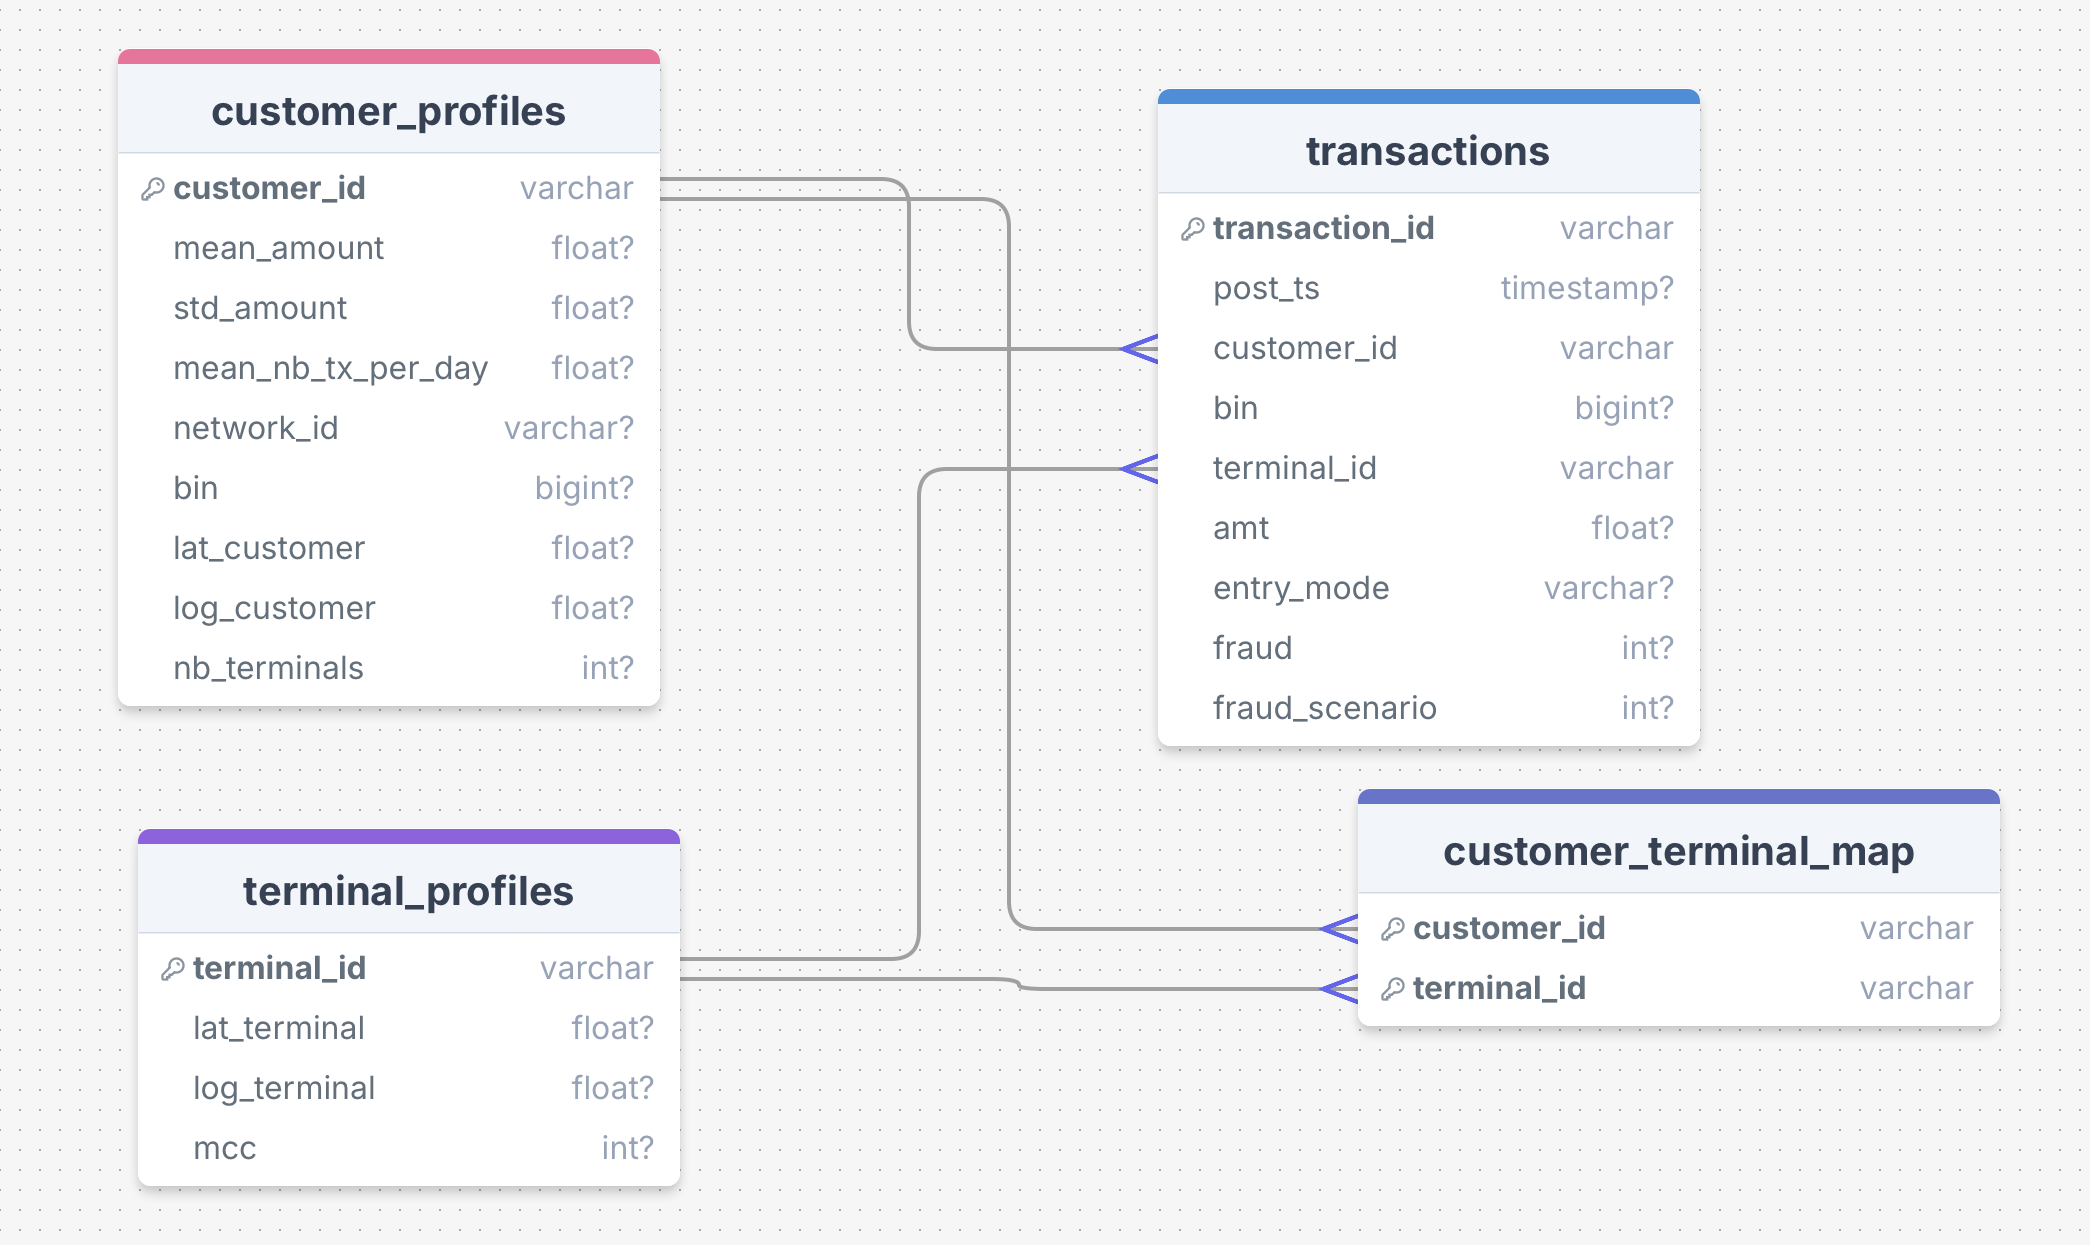 customer_profiles
customer_id varchar
mean_amount float?
std_amount float?
mean_nb_tx_per_day float?
network_id varchar?
bin bigint?
lat_customer float?
log_customer float?
nb_terminals int?
transactions
transaction_id varchar
post_ts timestamp?
customer_id varchar
bin bigint?
terminal_id varchar
amt float?
entry_mode varchar?
fraud int?
fraud_scenario int?
terminal_profiles
terminal_id varchar
lat_terminal float?
log_terminal float?
mcc int?
customer_terminal_map
customer_id varchar
terminal_id varchar